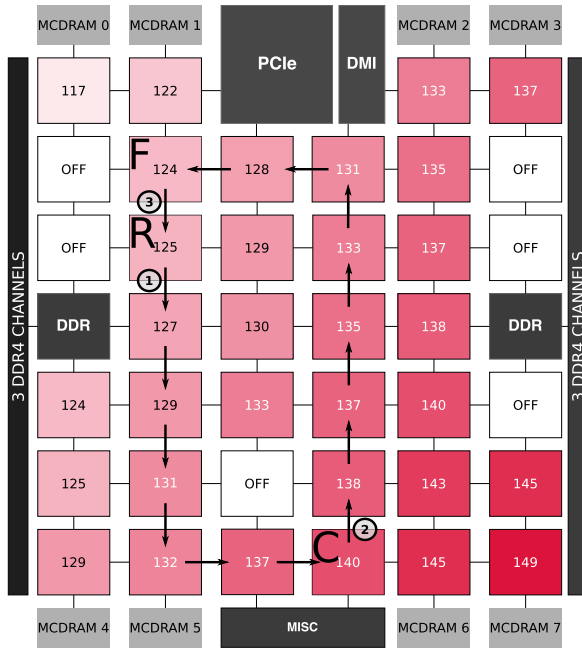 MCDRAM 0 MCDRAM 1 PCIe DMI MCDRAM 2 MCDRAM 3
117 122 133 137
OFF F 124 128 131 135 OFF
3
OFF R 125 129 133 137 OFF
1
3 DDR4 CHANNELS DDR 127 130 135 138 DDR 3 DDR4 CHANNELS
124 129 133 137 140 OFF
125 131 OFF 138 143 145
2
129 132 137 C 140 145 149
MCDRAM 4 MCDRAM 5 MISC MCDRAM 6 MCDRAM 7